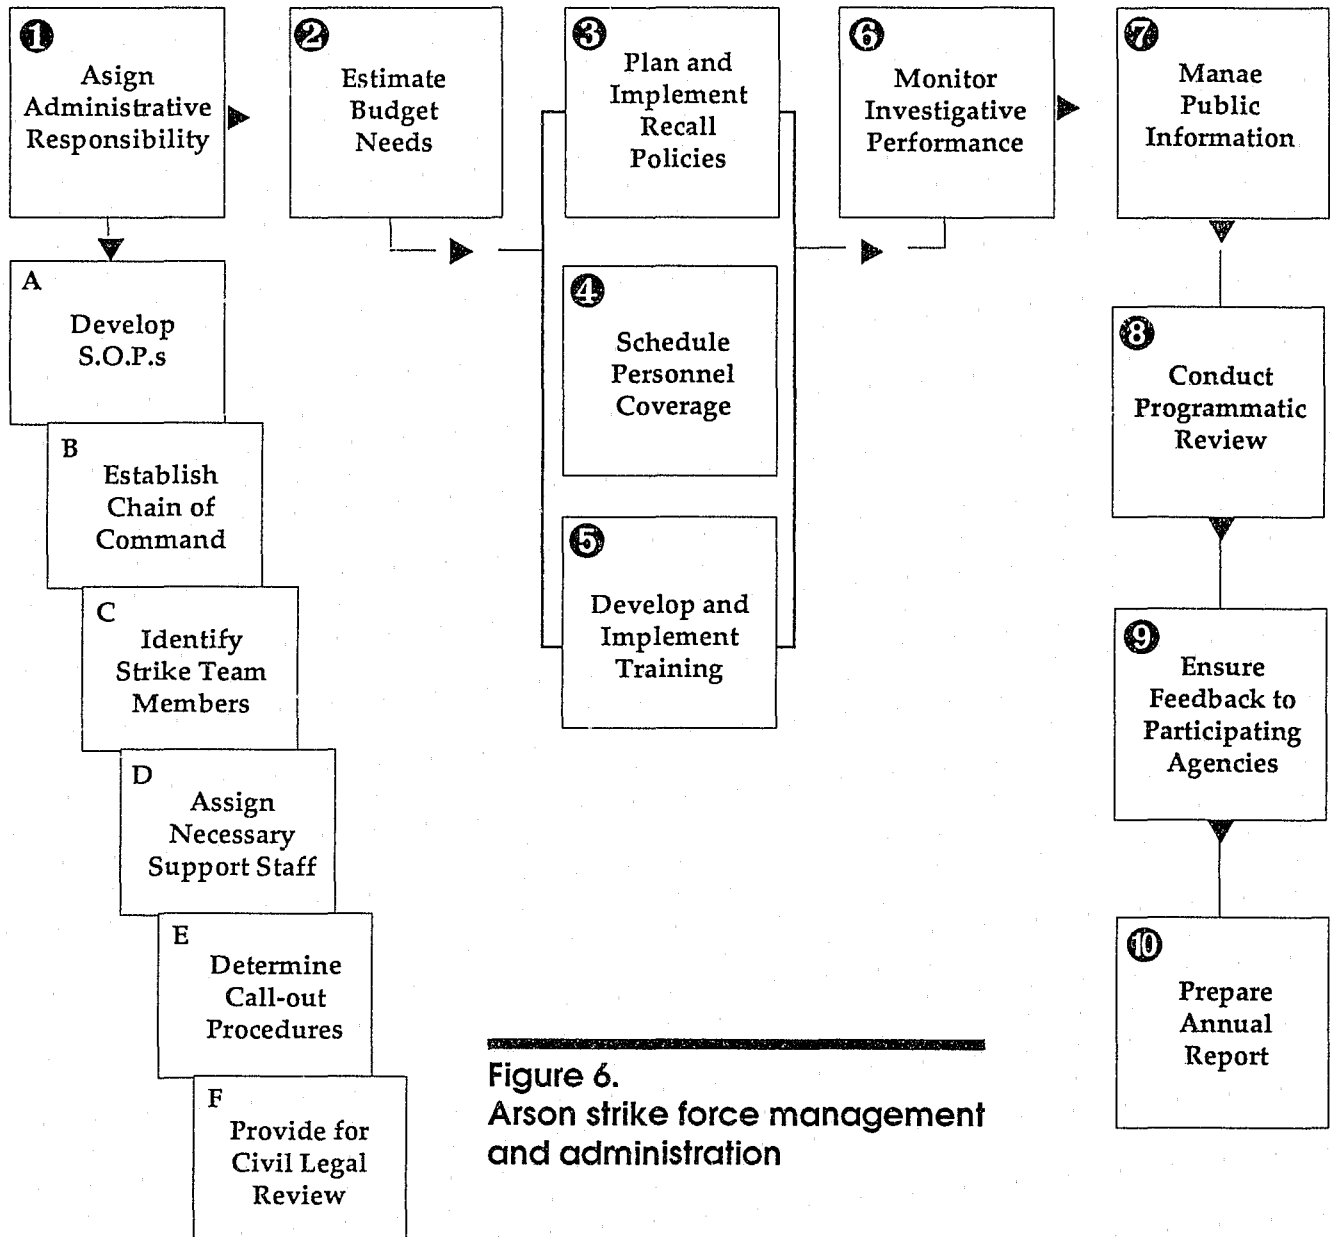 1
Asign
Administrative
Responsibility
A
Develop
S.O.P.s
B
Establish
Chain of
Command
C
Identify
Strike Team
Members
D
Assign
Necessary
Support Staff
E
Determine
Call-out
Procedures
F
Provide for
Civil Legal
Review
2
Estimate
Budget
Needs
3
Plan and
Implement
Recall
Policies
4
Schedule
Personnel
Coverage
5
Develop and
Implement
Training
6
Monitor
Investigative
Performance
7
Manae
Public
Information
8
Conduct
Programmatic
Review
9
Ensure
Feedback to
Participating
Agencies
10
Prepare
Annual
Report
Figure 6.
Arson strike force management
and administration